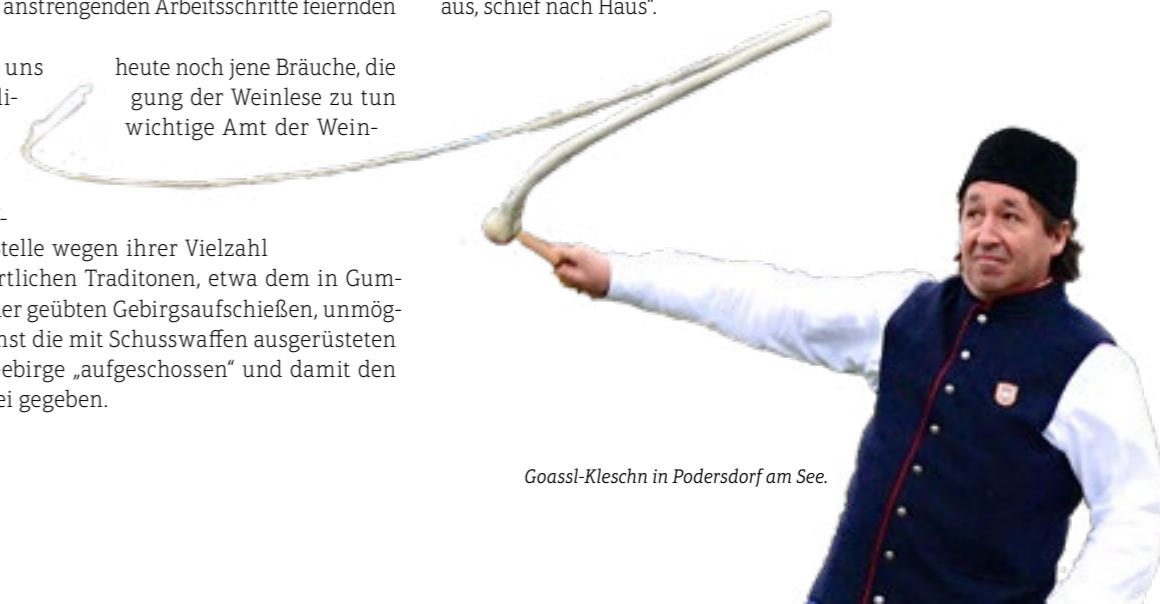 anstrengenden Arbeitsschritte feiernden
uns heute noch jene Bräuche, die
gung der Weinlese zu tun
wichtige Amt der Wein-
telle wegen ihrer Vielzahl
rtlichen Traditonen, etwa dem in Gum-
er geübten Gebirgsaufschießen, unmög-
nst die mit Schusswaffen ausgerüsteten
ebirge „aufgeschossen“ und damit den
ei gegeben.
aus, schief nach Haus“.
Goassl-Kleschn in Podersdorf am See.